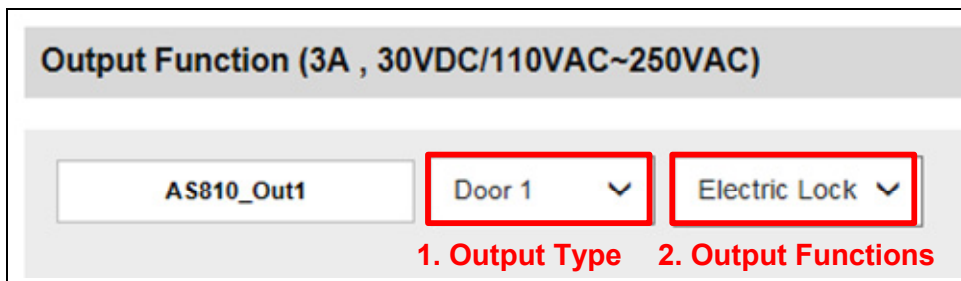 Output Function (3A , 30VDC/110VAC~250VAC)
AS810_Out1 Door 1 Electric Lock
1. Output Type 2. Output Functions